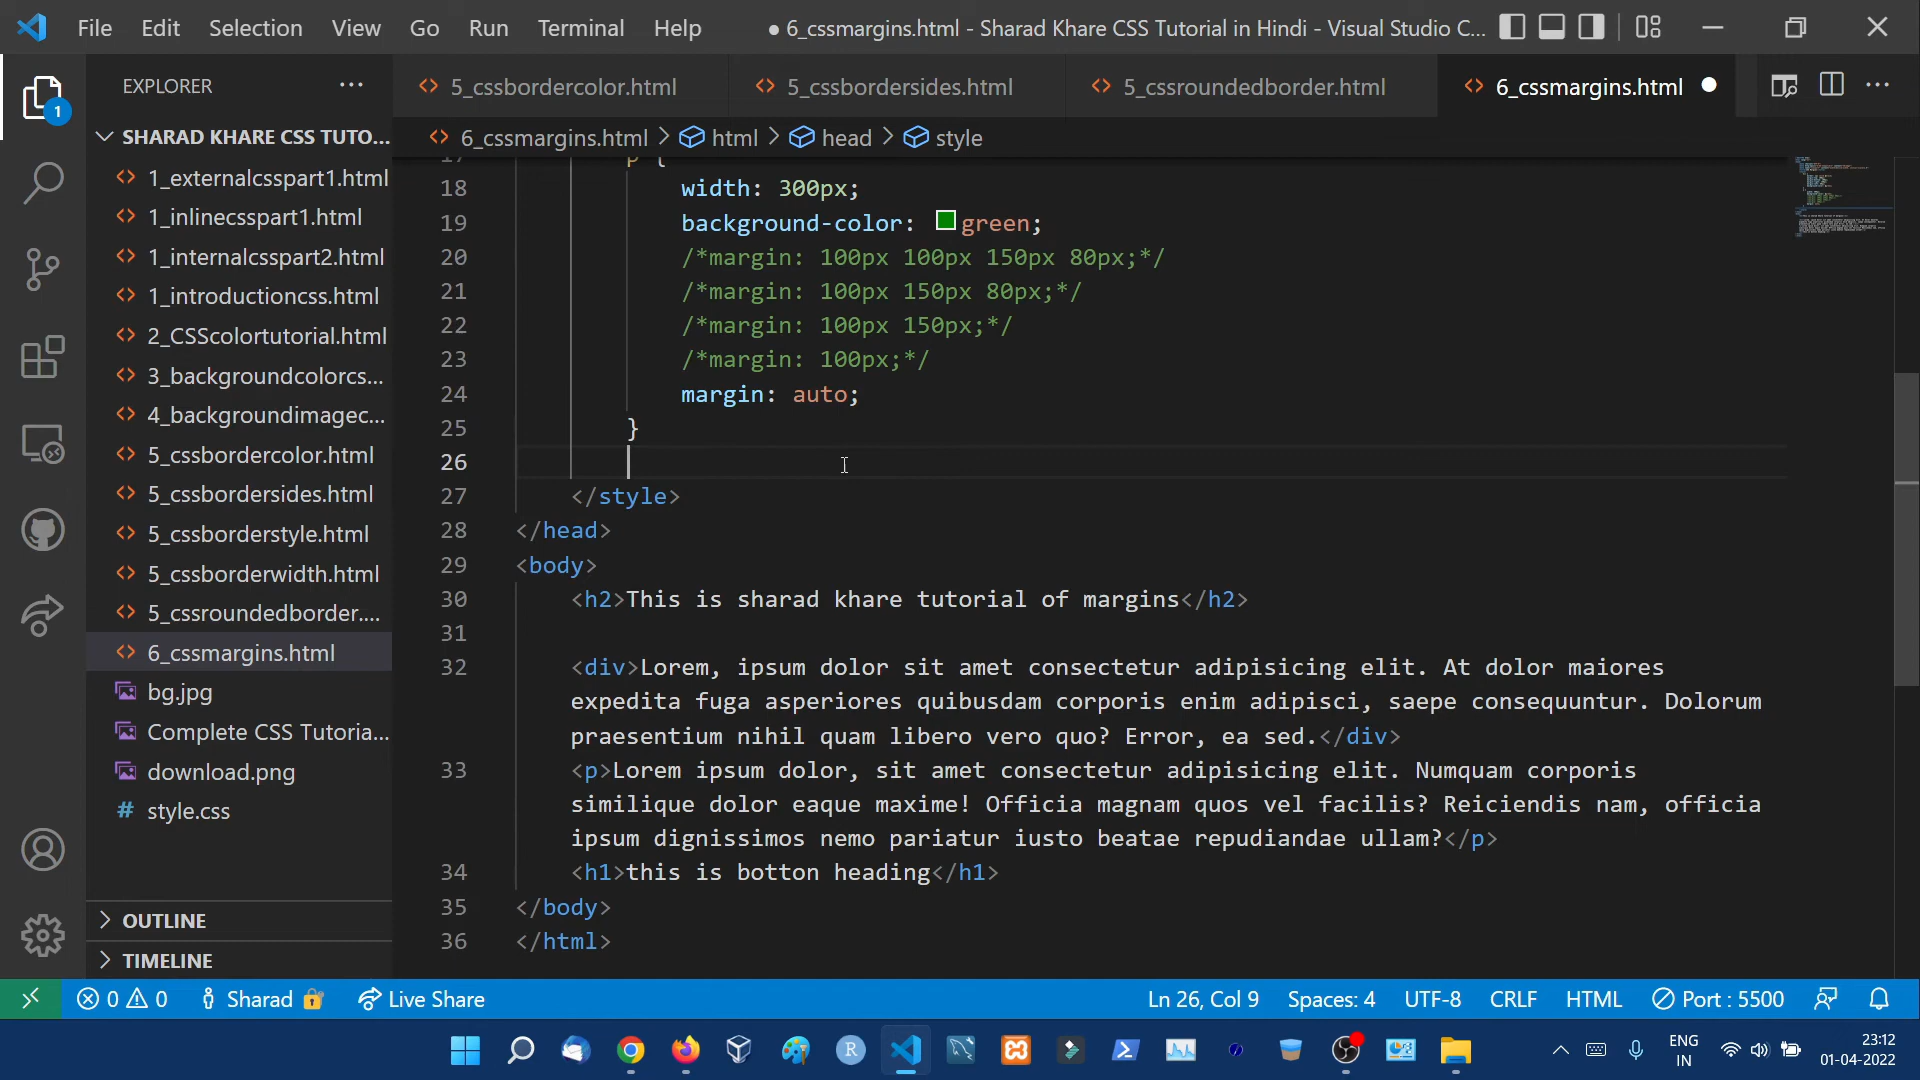 File Edit Selection View Go Run Terminal Help ● 6_cssmargins.html - Sharad Khare CSS Tutorial in Hindi - Visual Studio C...
EXPLORER ...
5_cssbordercolor.html 5_cssbordersides.html 5_cssroundedborder.html 6_cssmargins.html
SHARAD KHARE CSS TUTO...
6_cssmargins.html > html > head > style
1_externalcsspart1.html
1_inlinecsspart1.html
1_internalcsspart2.html
1_introductioncss.html
2_CSScolortutorial.html
3_backgroundcolorcs...
4_backgroundimagec...
5_cssbordercolor.html
5_cssbordersides.html
5_cssborderstyle.html
5_cssborderwidth.html
5_cssroundedborder....
6_cssmargins.html
bg.jpg
Complete CSS Tutoria...
download.png
style.css
OUTLINE
TIMELINE
17 p {
18 width: 300px;
19 background-color: green;
20 /*margin: 100px 100px 150px 80px;*/
21 /*margin: 100px 150px 80px;*/
22 /*margin: 100px 150px;*/
23 /*margin: 100px;*/
24 margin: auto;
25 }
26
27 </style>
28 </head>
29 <body>
30 <h2>This is sharad khare tutorial of margins</h2>
31
32 <div>Lorem, ipsum dolor sit amet consectetur adipisicing elit. At dolor maiores
expedita fuga asperiores quibusdam corporis enim adipisci, saepe consequuntur. Dolorum
praesentium nihil quam libero vero quo? Error, ea sed.</div>
33 <p>Lorem ipsum dolor, sit amet consectetur adipisicing elit. Numquam corporis
similique dolor eaque maxime! Officia magnam quos vel facilis? Reiciendis nam, officia
ipsum dignissimos nemo pariatur iusto beatae repudiandae ullam?</p>
34 <h1>this is botton heading</h1>
35 </body>
36 </html>
1
0 0 Sharad Live Share Ln 26, Col 9 Spaces: 4 UTF-8 CRLF HTML Port : 5500
R
ENG
IN
23:12
01-04-2022